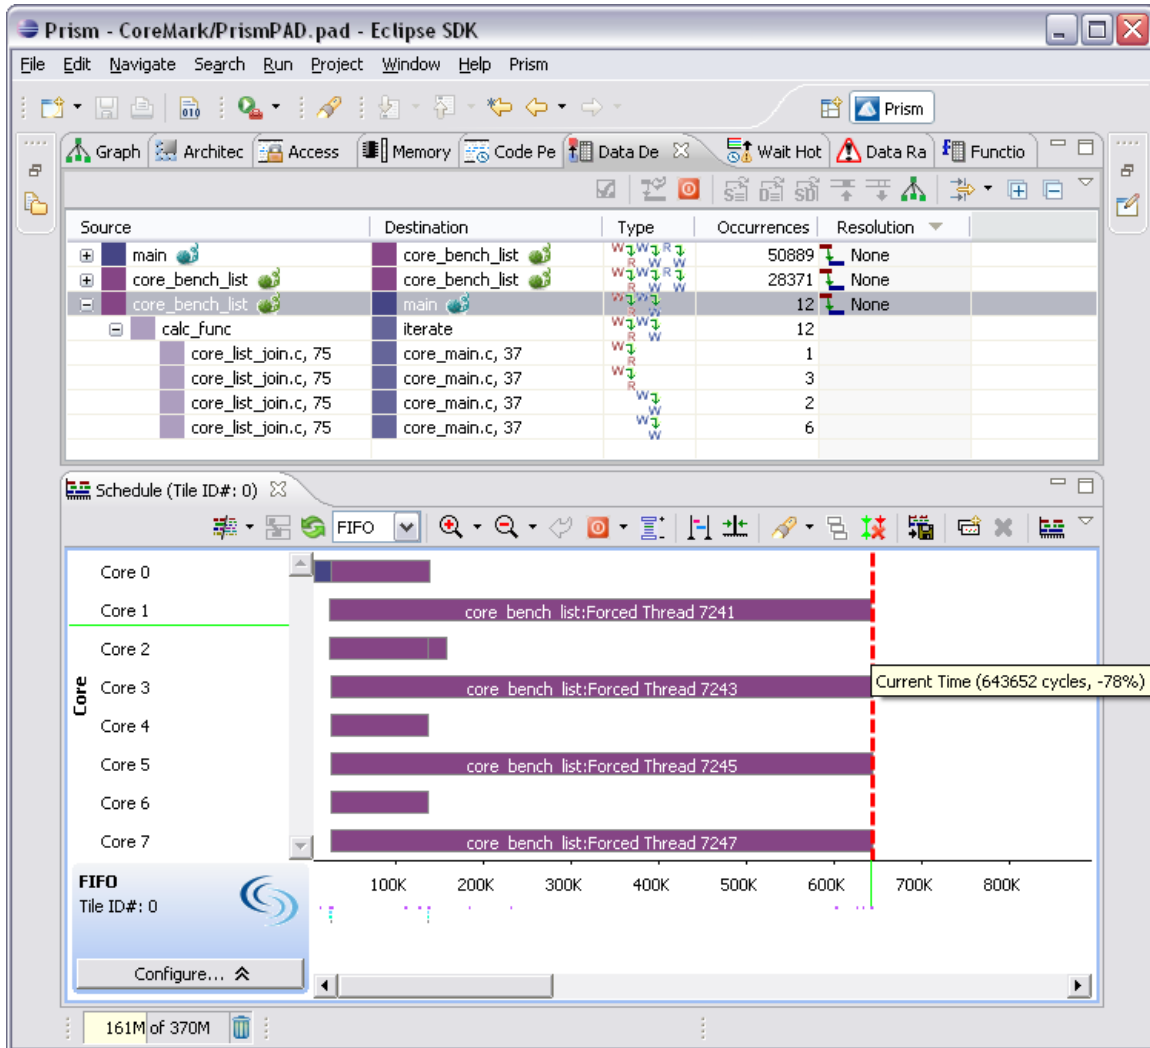 Prism - CoreMark/PrismPAD.pad - Eclipse SDK
File Edit Navigate Search Run Project Window Help Prism
010
Prism
Graph Architec Access Memory Code Pe Data De Wait Hot Data Ra Functio
S D SD
Source Destination Type Occurrences Resolution
main core_bench_list W W R R W W 50889 None
core_bench_list core_bench_list W W R R W W 28371 None
core_bench_list main W W R W 12 None
calc_func iterate W W R W 12
core_list_join.c, 75 core_main.c, 37 W R 1
core_list_join.c, 75 core_main.c, 37 W R 3
core_list_join.c, 75 core_main.c, 37 W W 2
core_list_join.c, 75 core_main.c, 37 W W 6
Schedule (Tile ID#: 0)
FIFO
Core
Core 0
Core 1 core_bench_list:Forced Thread 7241
Core 2
Current Time (643652 cycles, -78%)
Core 3 core_bench_list:Forced Thread 7243
Core 4
Core 5 core_bench_list:Forced Thread 7245
Core 6
Core 7 core_bench_list:Forced Thread 7247
100K 200K 300K 400K 500K 600K 700K 800K
FIFO
Tile ID#: 0
Configure...
161M of 370M